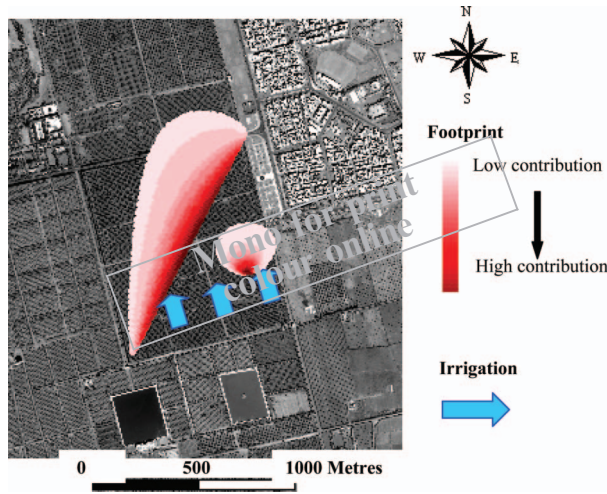 N
W E
S
Footprint
Low contribution
High contribution
Mono for print
colour online
Irrigation
0 500 1000 Metres